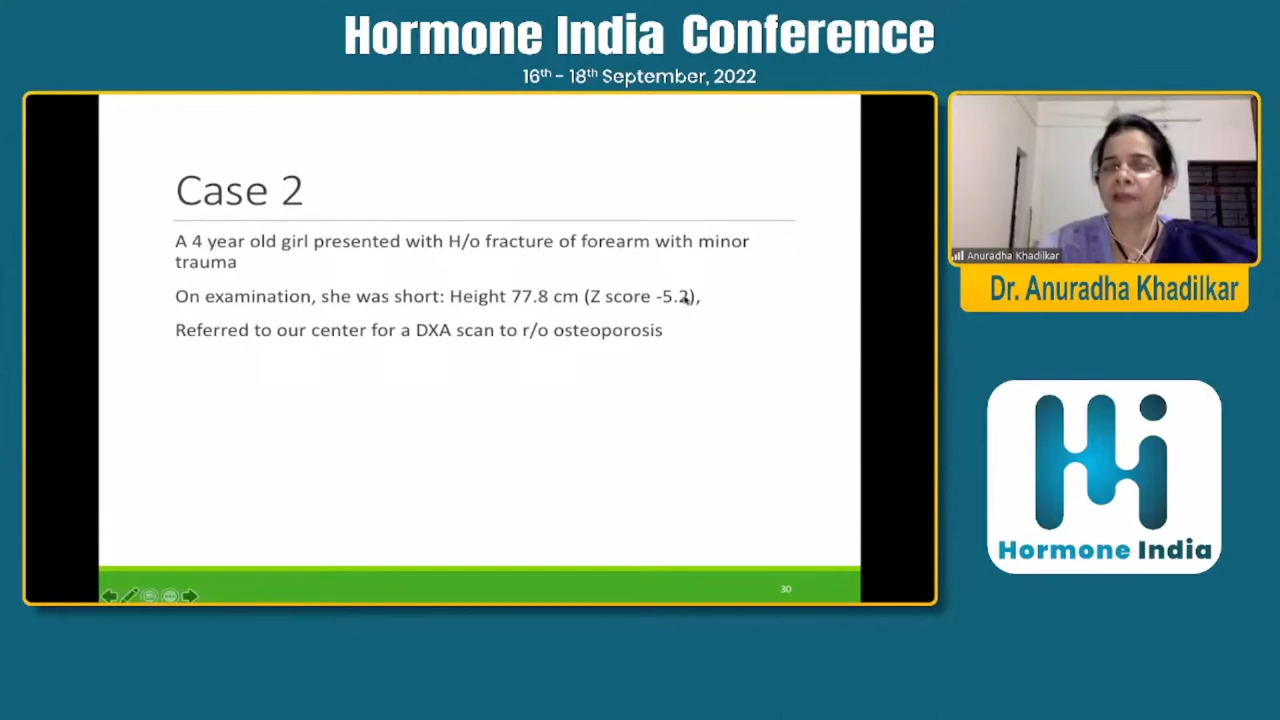 Hormone India Conference
16th - 18th September, 2022
Case 2
A 4 year old girl presented with H/o fracture of forearm with minor
trauma
On examination, she was short: Height 77.8 cm (Z score -5.2),
Referred to our center for a DXA scan to r/o osteoporosis
30
Anuradha Khadilkar
Dr. Anuradha Khadilkar
Hi
Hormone India